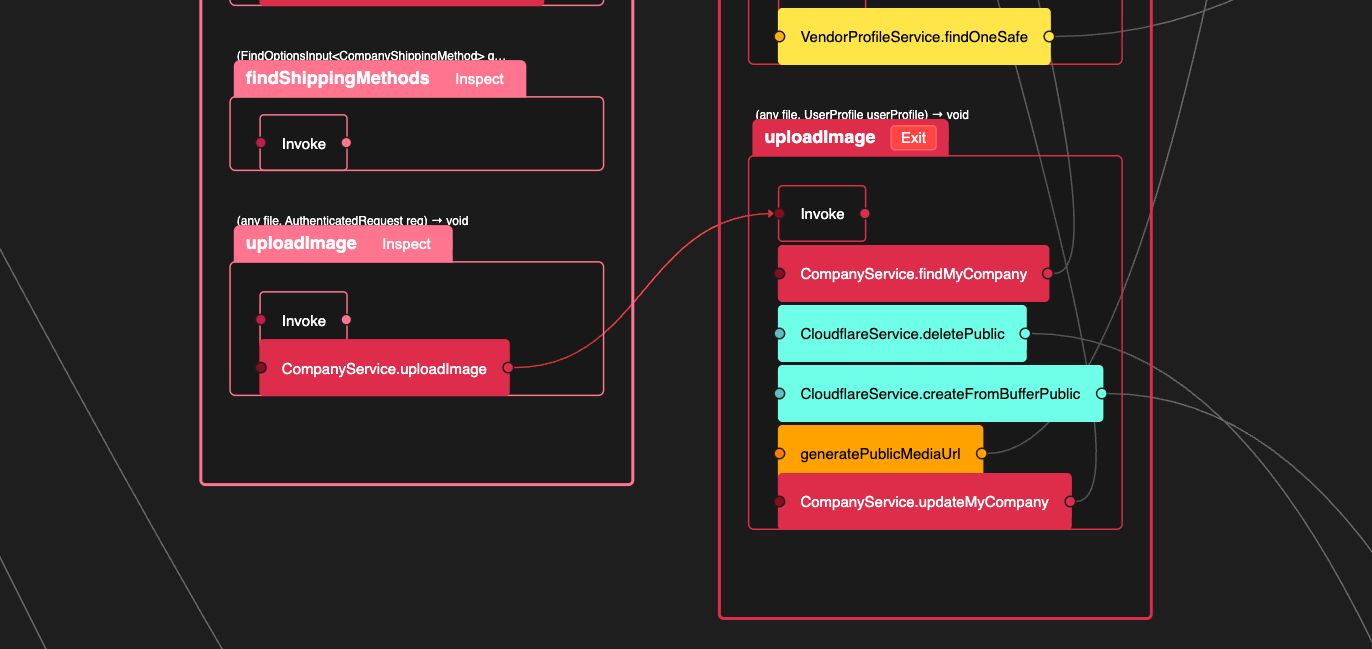 (FindOptionsInput<CompanyShippingMethod> q...
findShippingMethods Inspect
Invoke
(any file, AuthenticatedRequest req) → void
uploadImage Inspect
Invoke
CompanyService.uploadImage
VendorProfileService.findOneSafe
(any file, UserProfile userProfile) → void
uploadImage Exit
Invoke
CompanyService.findMyCompany
CloudflareService.deletePublic
CloudflareService.createFromBufferPublic
generatePublicMediaUrl
CompanyService.updateMyCompany